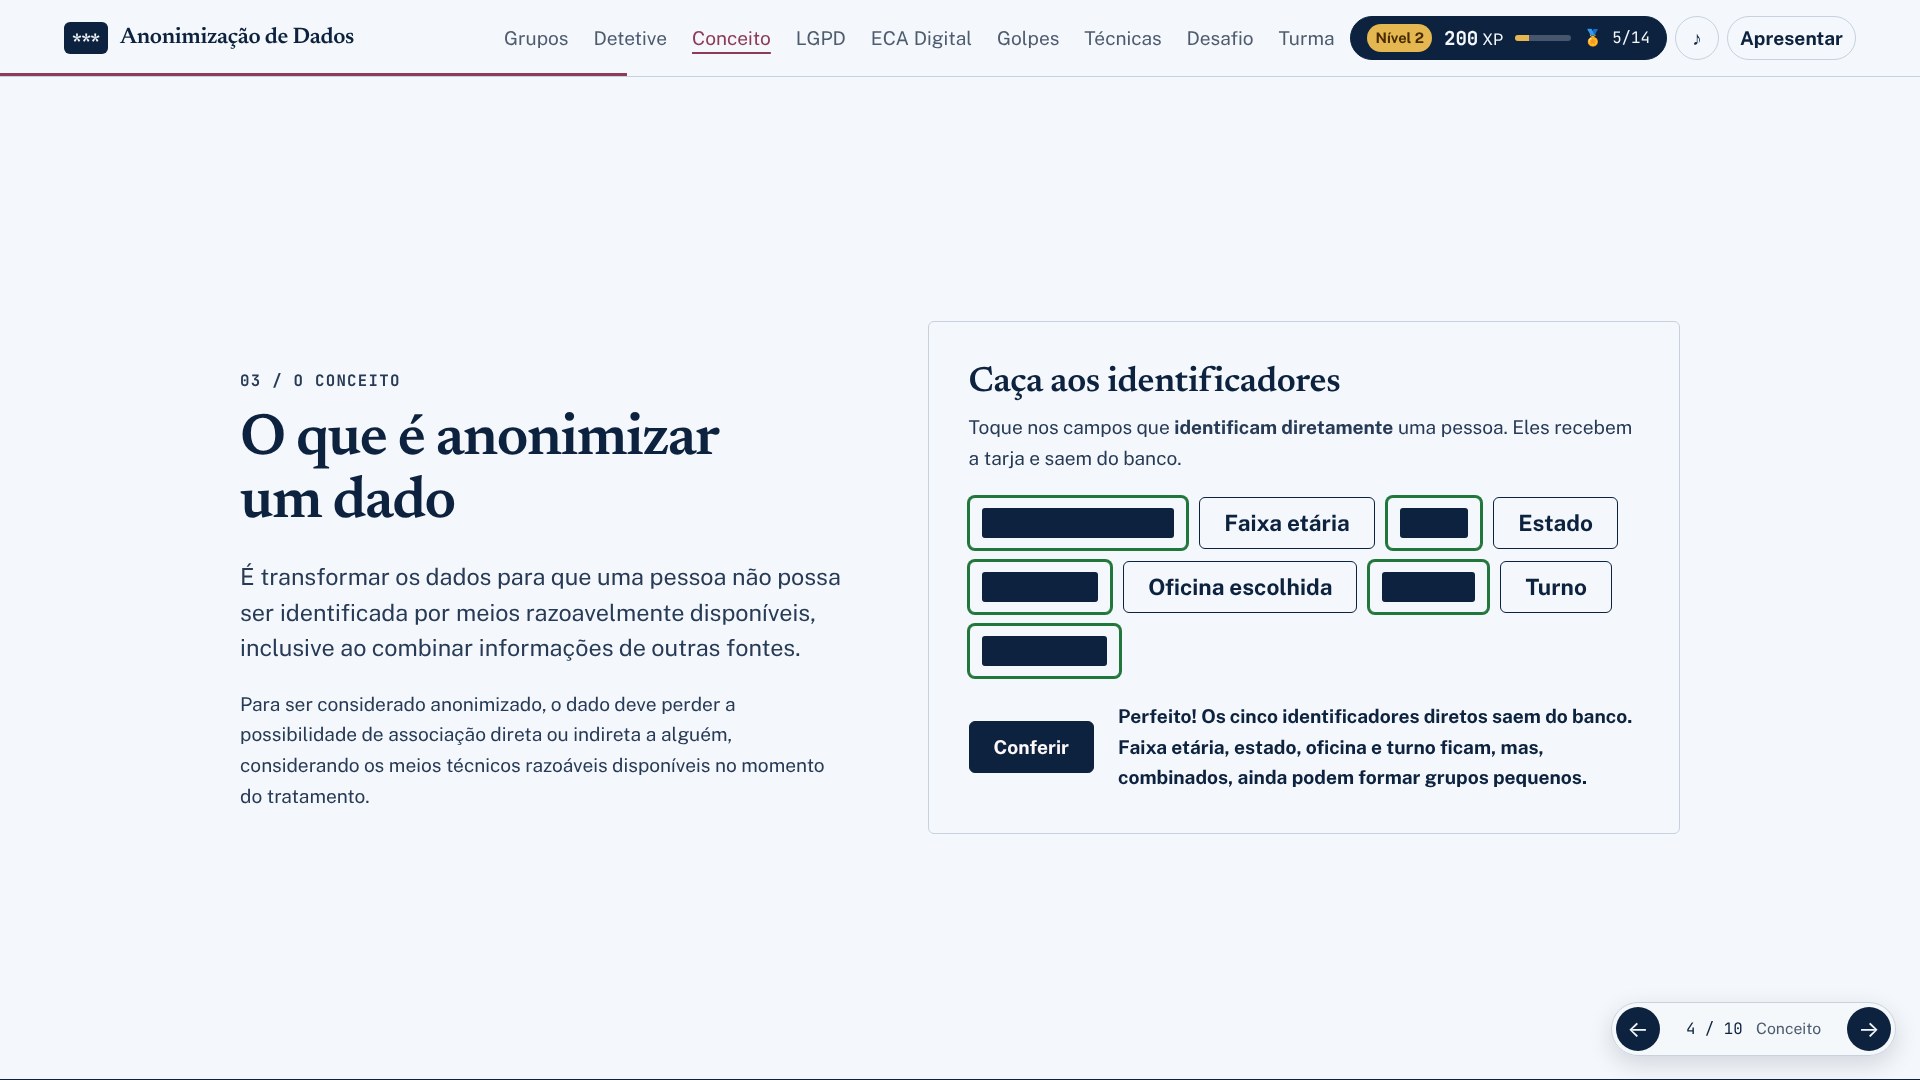 *** Anonimização de Dados
Grupos Detetive Conceito LGPD ECA Digital Golpes Técnicas Desafio Turma
Nível 2 200 XP 5/14
♪
Apresentar
03 / O CONCEITO
O que é anonimizar
um dado
É transformar os dados para que uma pessoa não possa
ser identificada por meios razoavelmente disponíveis,
inclusive ao combinar informações de outras fontes.
Para ser considerado anonimizado, o dado deve perder a
possibilidade de associação direta ou indireta a alguém,
considerando os meios técnicos razoáveis disponíveis no momento
do tratamento.
Caça aos identificadores
Toque nos campos que identificam diretamente uma pessoa. Eles recebem
a tarja e saem do banco.
Faixa etária Estado
Oficina escolhida Turno
Conferir
Perfeito! Os cinco identificadores diretos saem do banco.
Faixa etária, estado, oficina e turno ficam, mas,
combinados, ainda podem formar grupos pequenos.
← 4 / 10 Conceito →